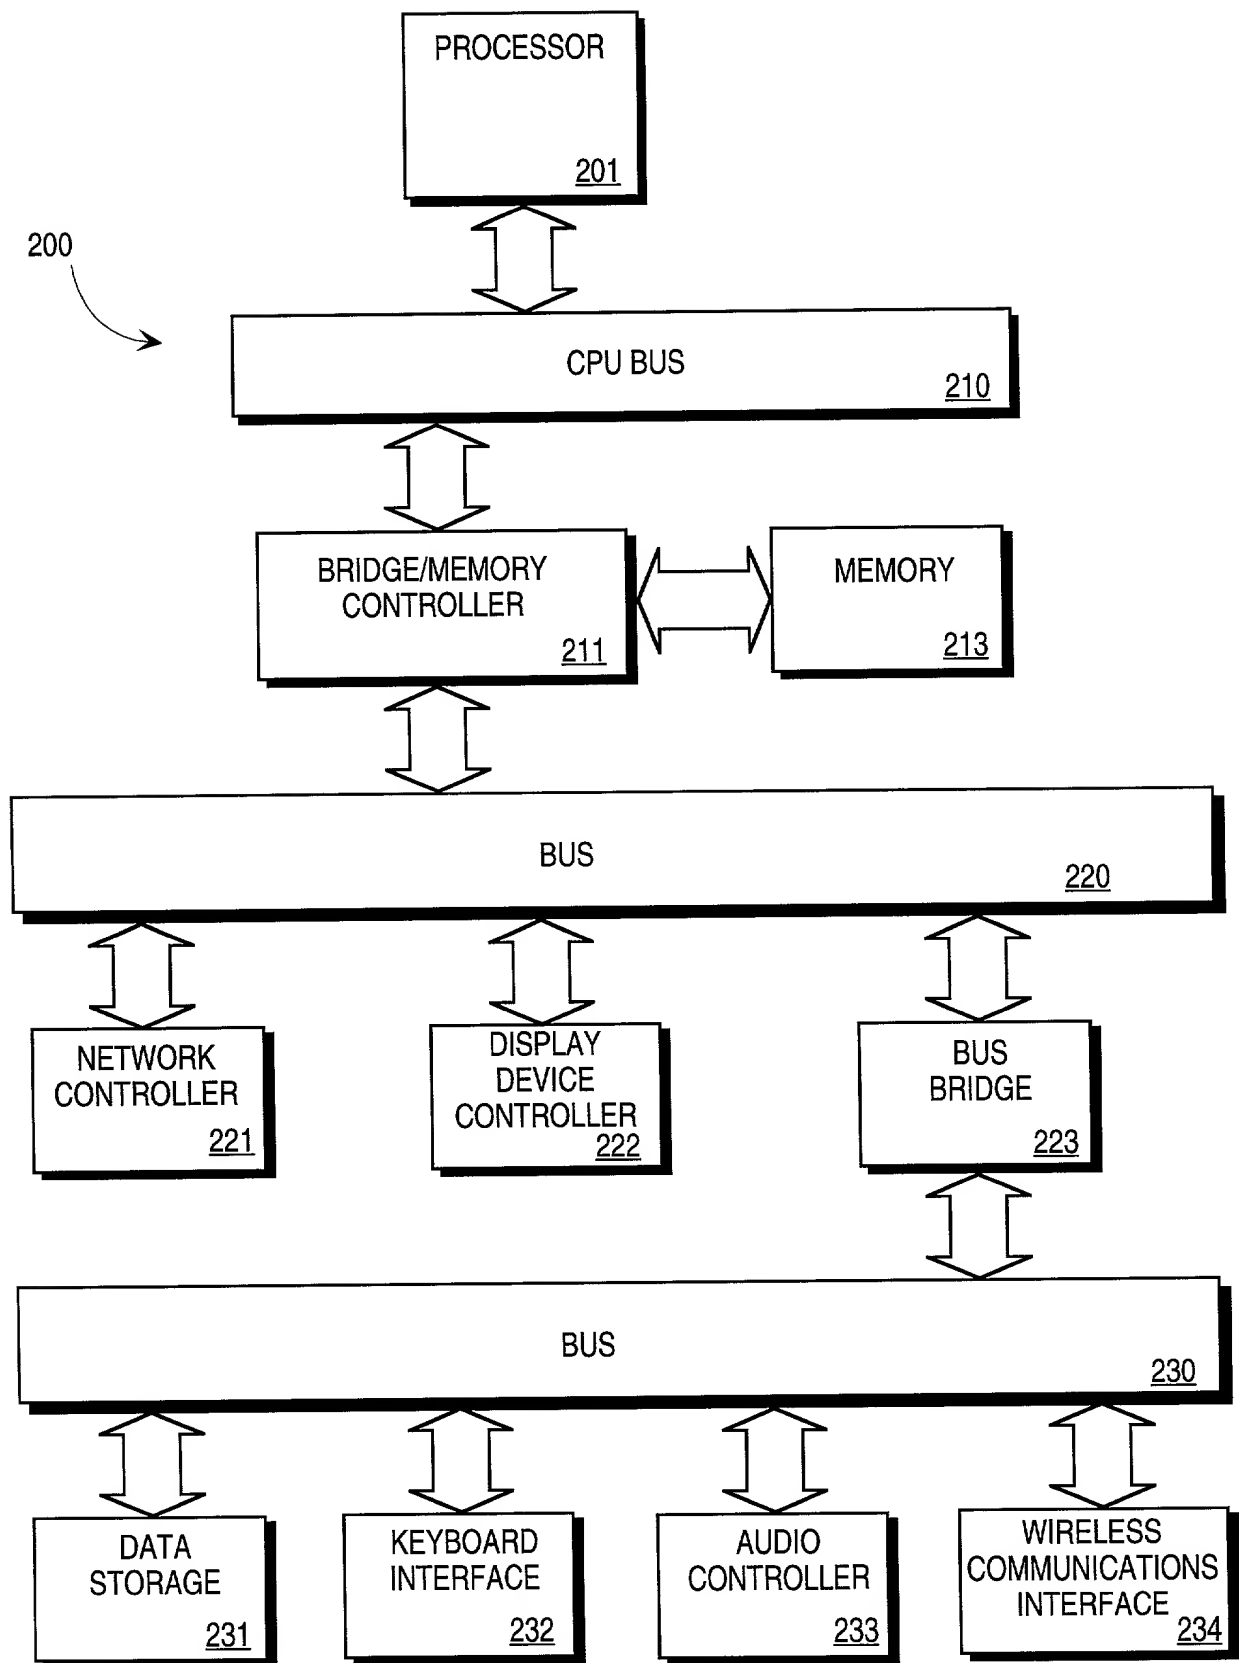 PROCESSOR
201
200
CPU BUS
210
BRIDGE/MEMORY
CONTROLLER
211
MEMORY
213
BUS
220
NETWORK
CONTROLLER
221
DISPLAY
DEVICE
CONTROLLER
222
BUS
BRIDGE
223
BUS
230
DATA
STORAGE
231
KEYBOARD
INTERFACE
232
AUDIO
CONTROLLER
233
WIRELESS
COMMUNICATIONS
INTERFACE
234